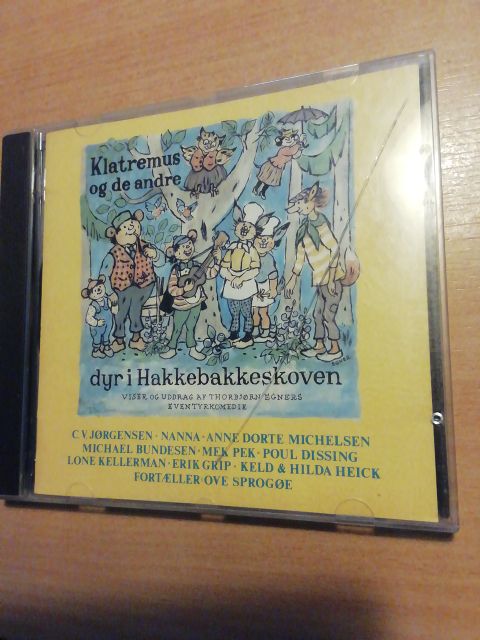 Klatremus
og de andre
dyr i Hakkebakkeskoven
VISER OG UDDRAG AF THORBJØRN EGNERS
EVENTYRKOMEDIE
C.V. JØRGENSEN · NANNA · ANNE DORTE MICHELSEN
MICHAEL BUNDESEN · MEK PEK · POUL DISSING
LONE KELLERMAN · ERIK GRIP · KELD & HILDA HEICK
FORTÆLLER OVE SPROGØE